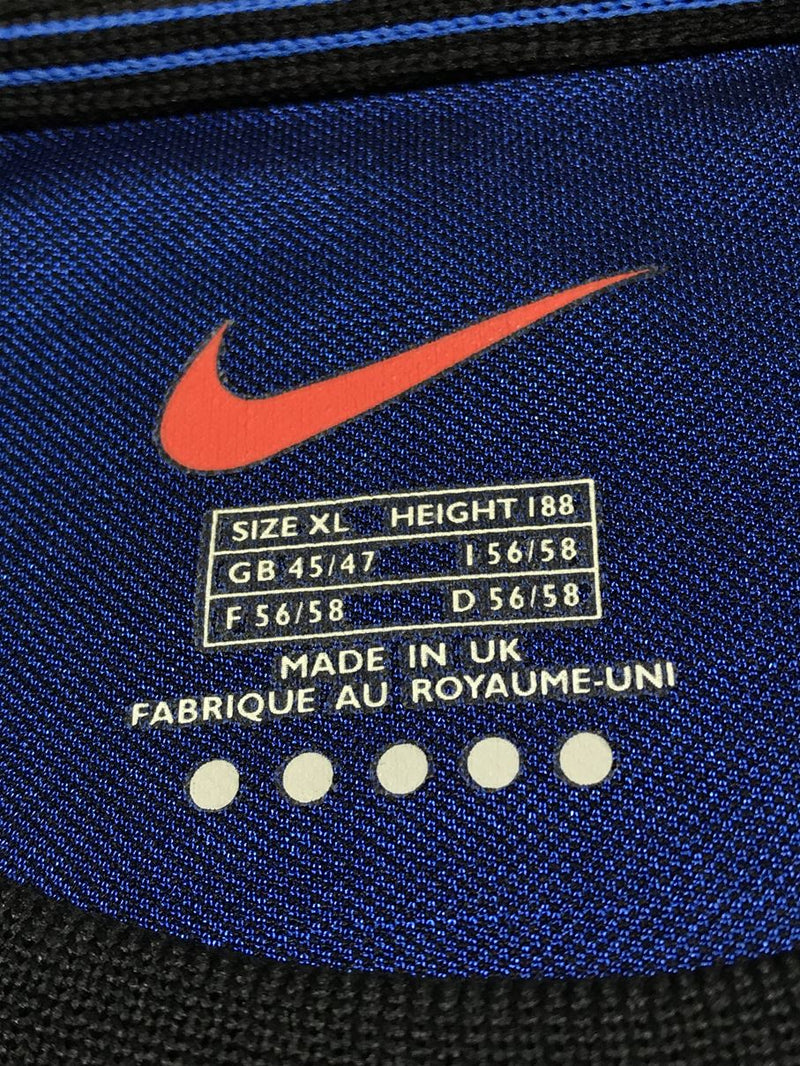 SIZE XL HEIGHT 188
GB 45/47 I 56/58
F 56/58 D 56/58
MADE IN UK
FABRIQUE AU ROYAUME-UNI